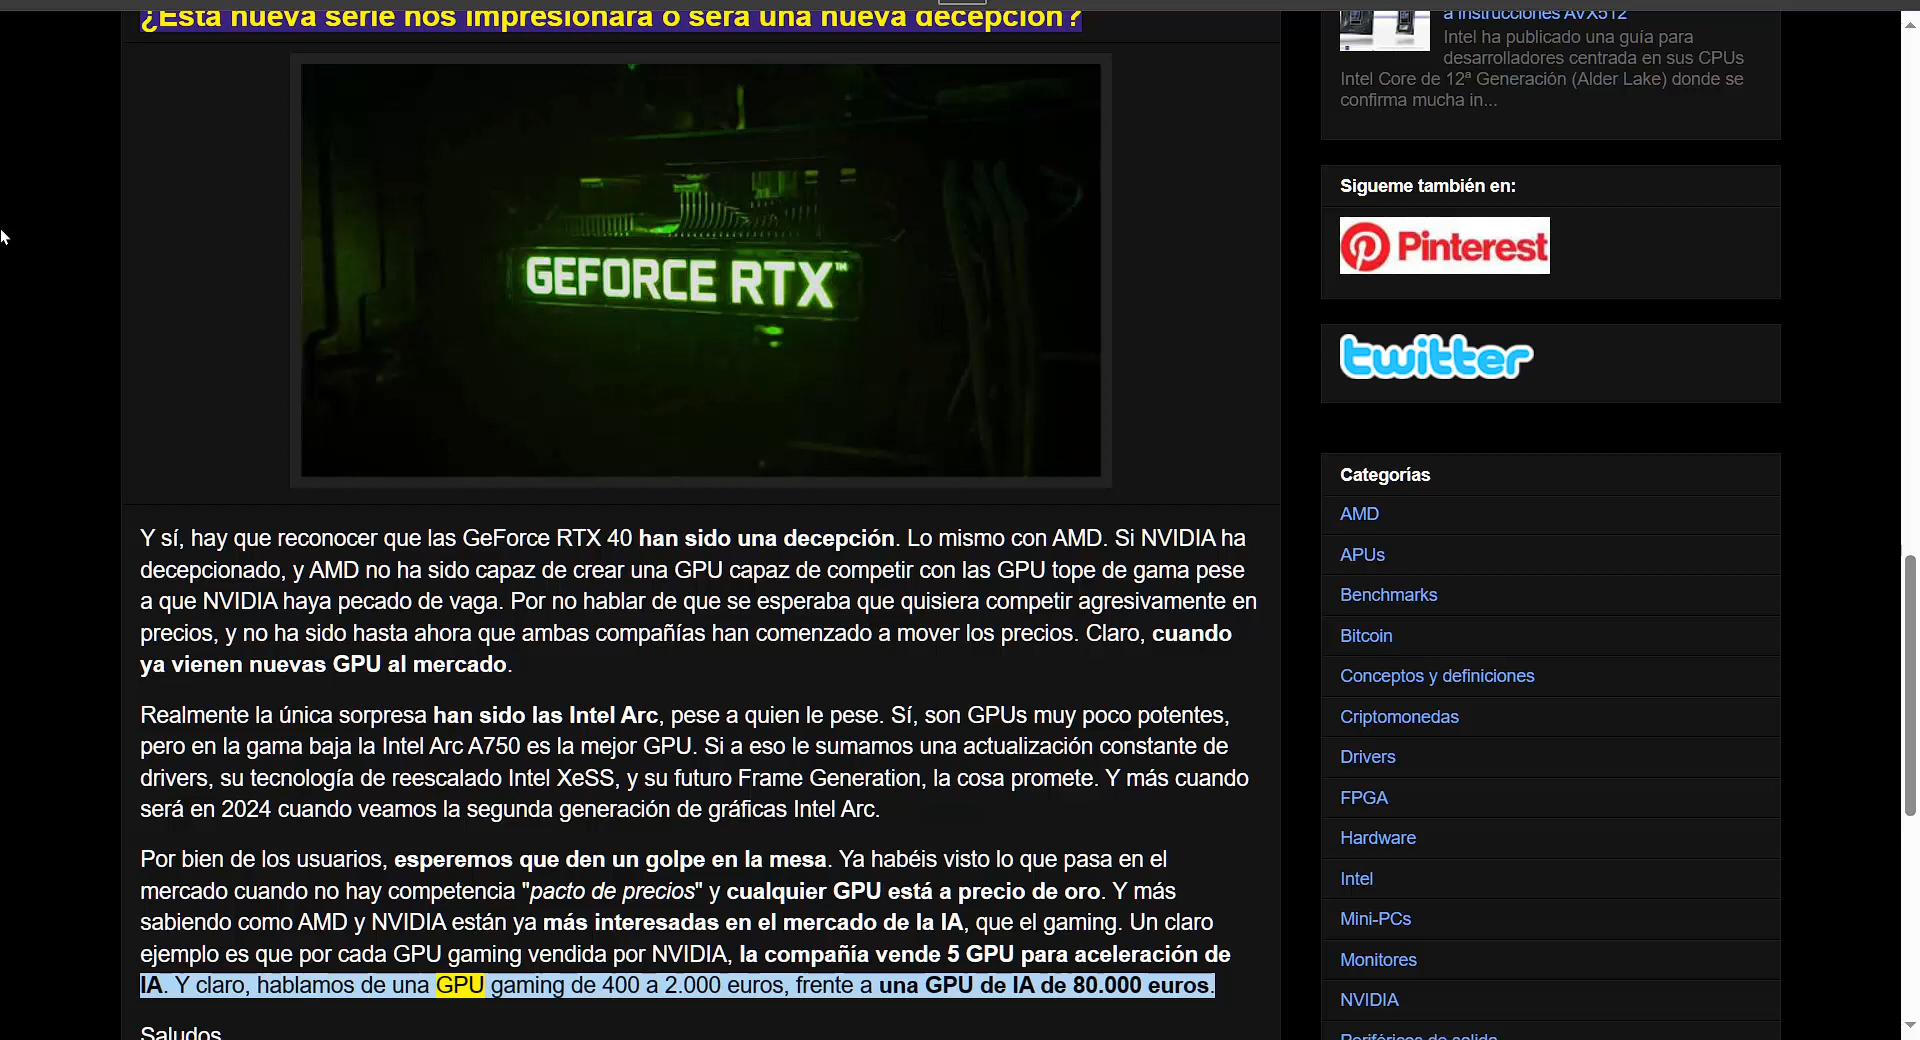 ¿Esta nueva serie nos impresionará o será una nueva decepción?
GEFORCE RTX™
Y sí, hay que reconocer que las GeForce RTX 40 han sido una decepción. Lo mismo con AMD. Si NVIDIA ha
decepcionado, y AMD no ha sido capaz de crear una GPU capaz de competir con las GPU tope de gama pese
a que NVIDIA haya pecado de vaga. Por no hablar de que se esperaba que quisiera competir agresivamente en
precios, y no ha sido hasta ahora que ambas compañías han comenzado a mover los precios. Claro, cuando
ya vienen nuevas GPU al mercado.
Realmente la única sorpresa han sido las Intel Arc, pese a quien le pese. Sí, son GPUs muy poco potentes,
pero en la gama baja la Intel Arc A750 es la mejor GPU. Si a eso le sumamos una actualización constante de
drivers, su tecnología de reescalado Intel XeSS, y su futuro Frame Generation, la cosa promete. Y más cuando
será en 2024 cuando veamos la segunda generación de gráficas Intel Arc.
Por bien de los usuarios, esperemos que den un golpe en la mesa. Ya habéis visto lo que pasa en el
mercado cuando no hay competencia "pacto de precios" y cualquier GPU está a precio de oro. Y más
sabiendo como AMD y NVIDIA están ya más interesadas en el mercado de la IA, que el gaming. Un claro
ejemplo es que por cada GPU gaming vendida por NVIDIA, la compañía vende 5 GPU para aceleración de
IA. Y claro, hablamos de una GPU gaming de 400 a 2.000 euros, frente a una GPU de IA de 80.000 euros.
Saludos
a instrucciones AVX512
Intel ha publicado una guía para
desarrolladores centrada en sus CPUs
Intel Core de 12ª Generación (Alder Lake) donde se
confirma mucha in...
Sigueme también en:
Pinterest
twitter
Categorías
AMD
APUs
Benchmarks
Bitcoin
Conceptos y definiciones
Criptomonedas
Drivers
FPGA
Hardware
Intel
Mini-PCs
Monitores
NVIDIA
Periféricos de salida